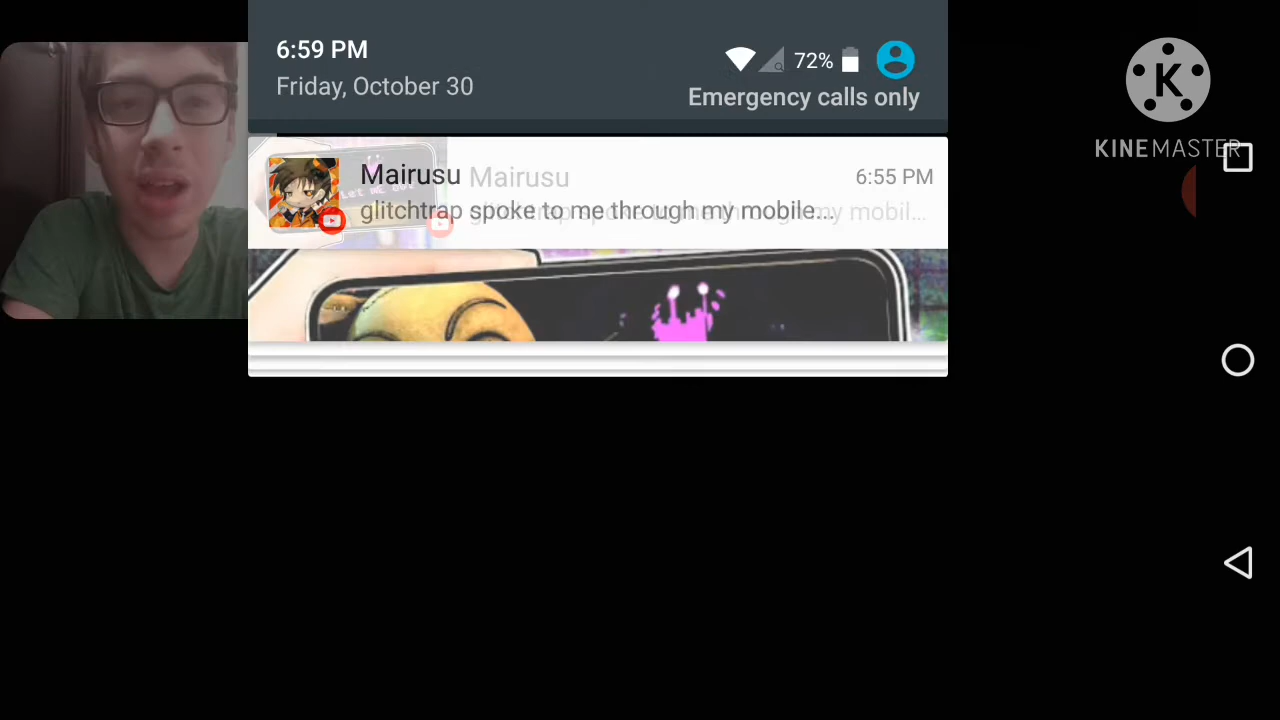 6:59 PM
72%
Friday, October 30
Emergency calls only
K
KINEMASTER
Mairusu
Mairusu
6:55 PM
glitchtrap spoke to me through my mobile...